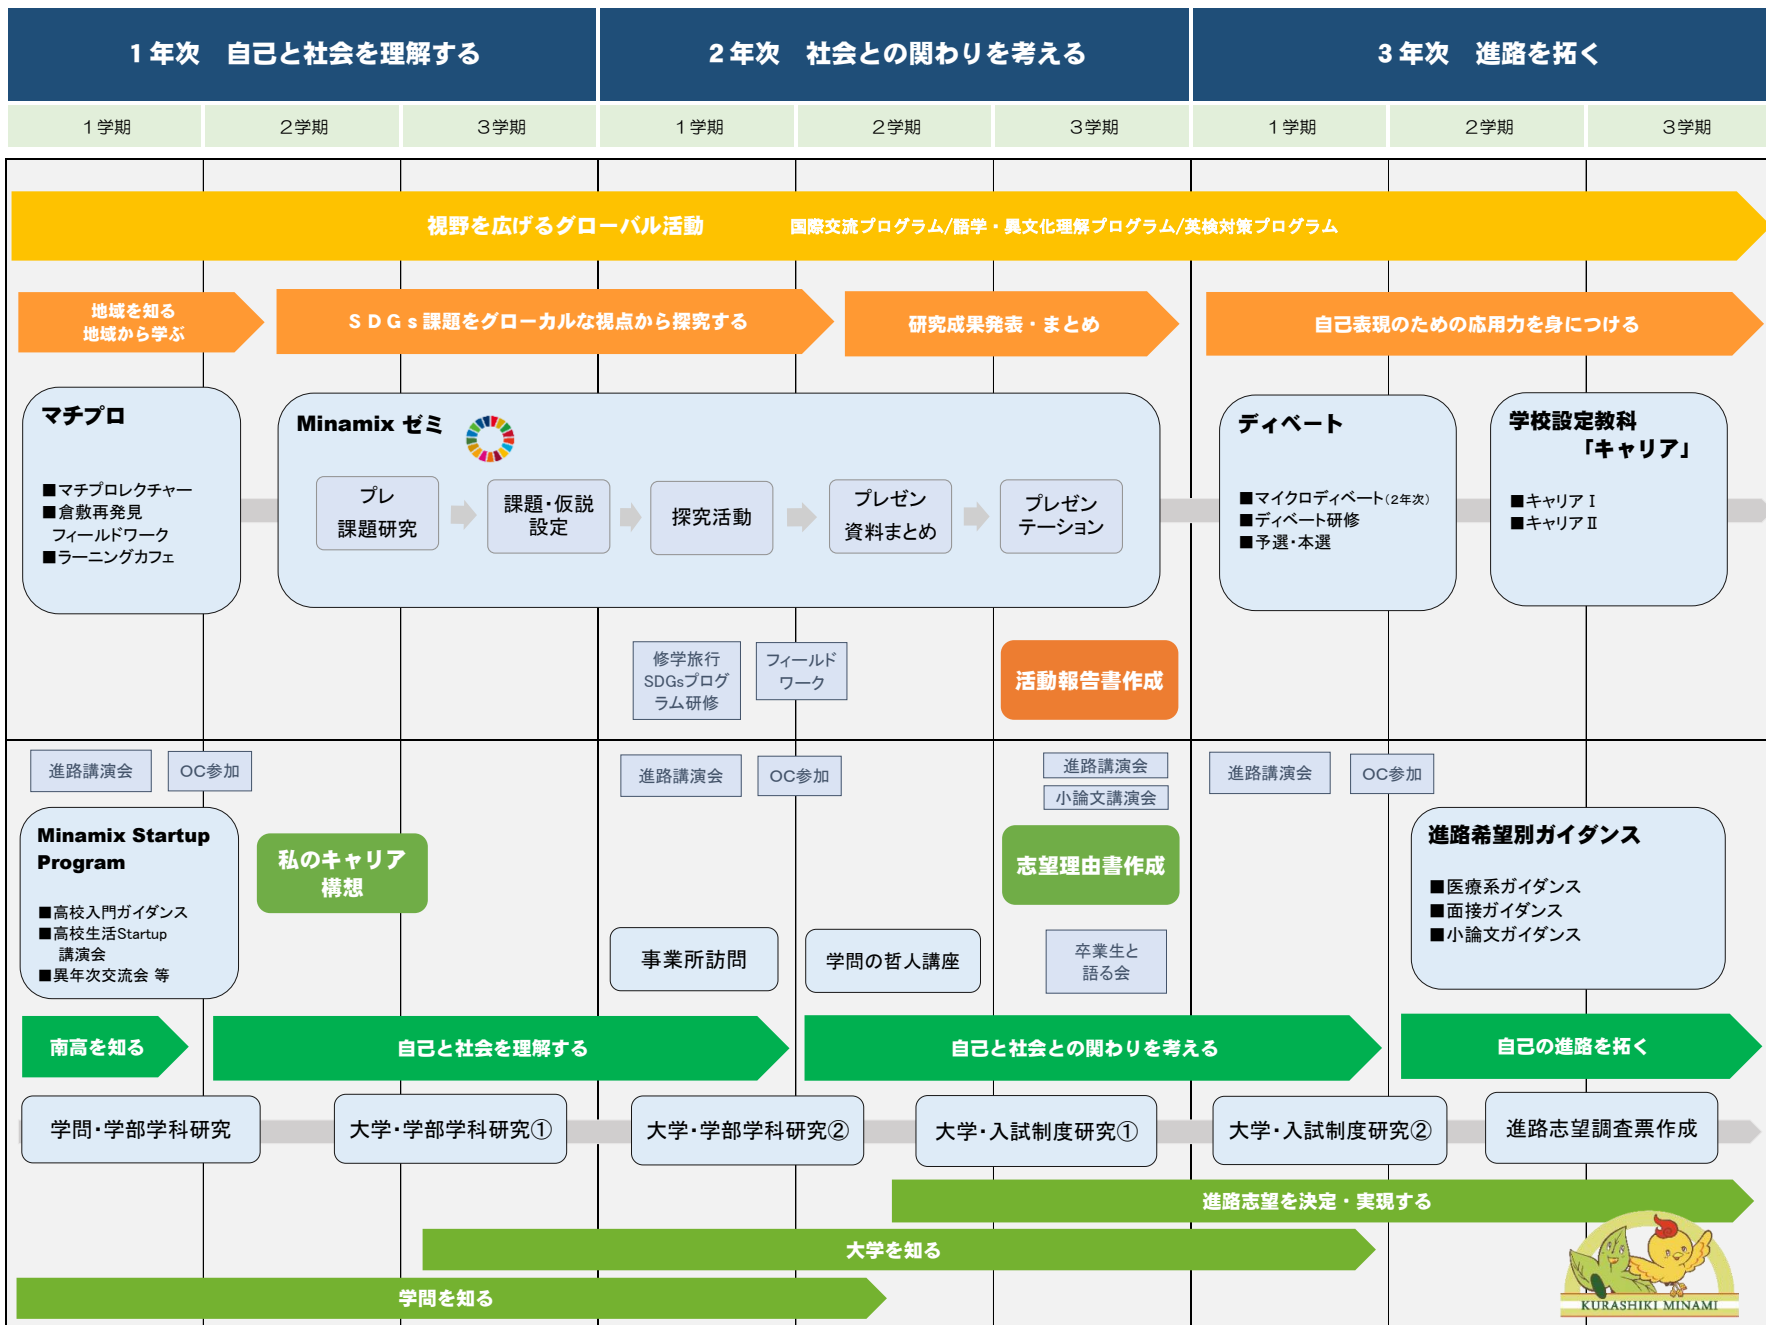 1年次　自己と社会を理解する
2年次　社会との関わりを考える
3年次　進路を拓く
1学期
2学期
3学期
1学期
2学期
3学期
1学期
2学期
3学期
視野を広げるグローバル活動　国際交流プログラム/語学・異文化理解プログラム/英検対策プログラム
地域を知る
地域から学ぶ
ＳＤＧｓ課題をグローカルな視点から探究する
研究成果発表・まとめ
自己表現のための応用力を身につける
マチプロ
■マチプロレクチャー
■倉敷再発見
フィールドワーク
■ラーニングカフェ
Minamix ゼミ
プレ
課題研究
課題・仮説
設定
探究活動
プレゼン
資料まとめ
プレゼン
テーション
ディベート
■マイクロディベート(2年次)
■ディベート研修
■予選・本選
学校設定教科
「キャリア」
■キャリアⅠ
■キャリアⅡ
修学旅行
SDGsプログ
ラム研修
フィールド
ワーク
活動報告書作成
進路講演会
OC参加
進路講演会
OC参加
進路講演会
小論文講演会
進路講演会
OC参加
Minamix Startup
Program
■高校入門ガイダンス
■高校生活Startup
講演会
■異年次交流会 等
私のキャリア
構想
志望理由書作成
進路希望別ガイダンス
■医療系ガイダンス
■面接ガイダンス
■小論文ガイダンス
事業所訪問
学問の哲人講座
卒業生と
語る会
南高を知る
自己と社会を理解する
自己と社会との関わりを考える
自己の進路を拓く
学問・学部学科研究
大学・学部学科研究①
大学・学部学科研究②
大学・入試制度研究①
大学・入試制度研究②
進路志望調査票作成
進路志望を決定・実現する
大学を知る
学問を知る
KURASHIKI MINAMI